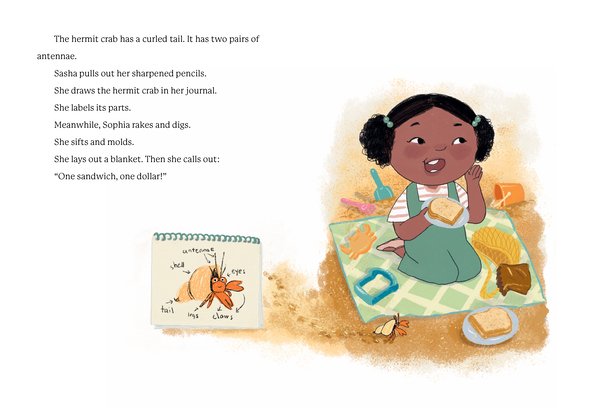 The hermit crab has a curled tail. It has two pairs of
antennae.
Sasha pulls out her sharpened pencils.
She draws the hermit crab in her journal.
She labels its parts.
Meanwhile, Sophia rakes and digs.
She sifts and molds.
She lays out a blanket. Then she calls out:
“One sandwich, one dollar!”
antennae
shell
eyes
tail
legs
claws